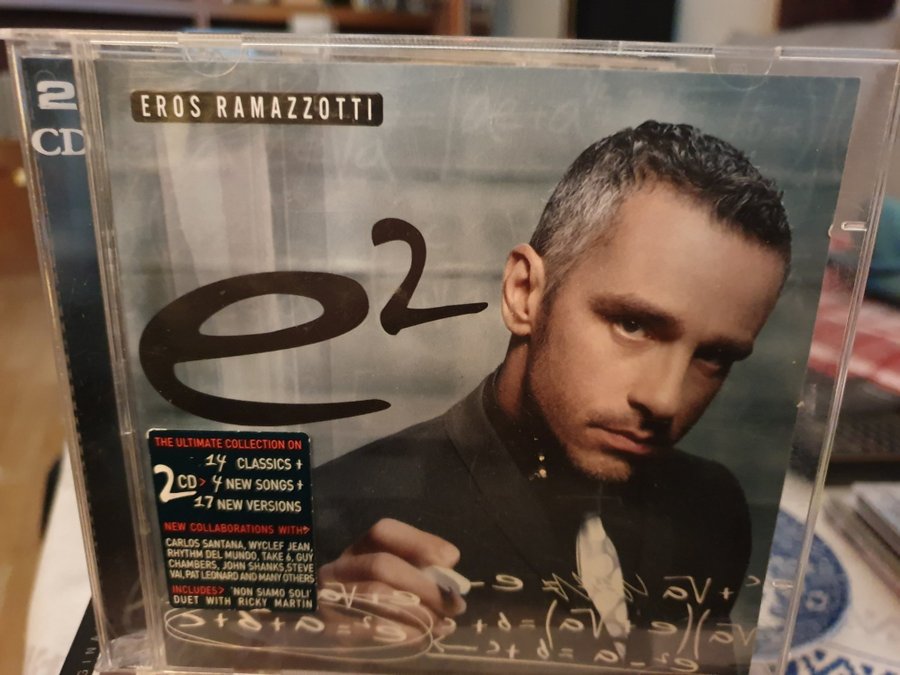 2
CD
EROS RAMAZZOTTI
e²
THE ULTIMATE COLLECTION ON
14 CLASSICS +
2CD > 4 NEW SONGS +
17 NEW VERSIONS
NEW COLLABORATIONS WITH>
CARLOS SANTANA, WYCLEF JEAN,
RHYTHM DEL MUNDO, TAKE 6, GUY
CHAMBERS, JOHN SHANKS, STEVE
VAI, PAT LEONARD AND MANY OTHERS
INCLUDES> 'NON SIAMO SOLI'
DUET WITH RICKY MARTIN